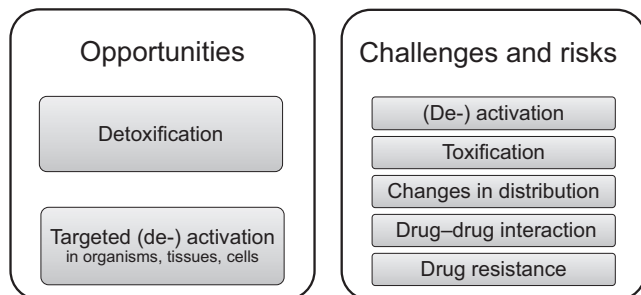 Opportunities
Detoxification
Targeted (de-) activation
in organisms, tissues, cells
Challenges and risks
(De-) activation
Toxification
Changes in distribution
Drug–drug interaction
Drug resistance